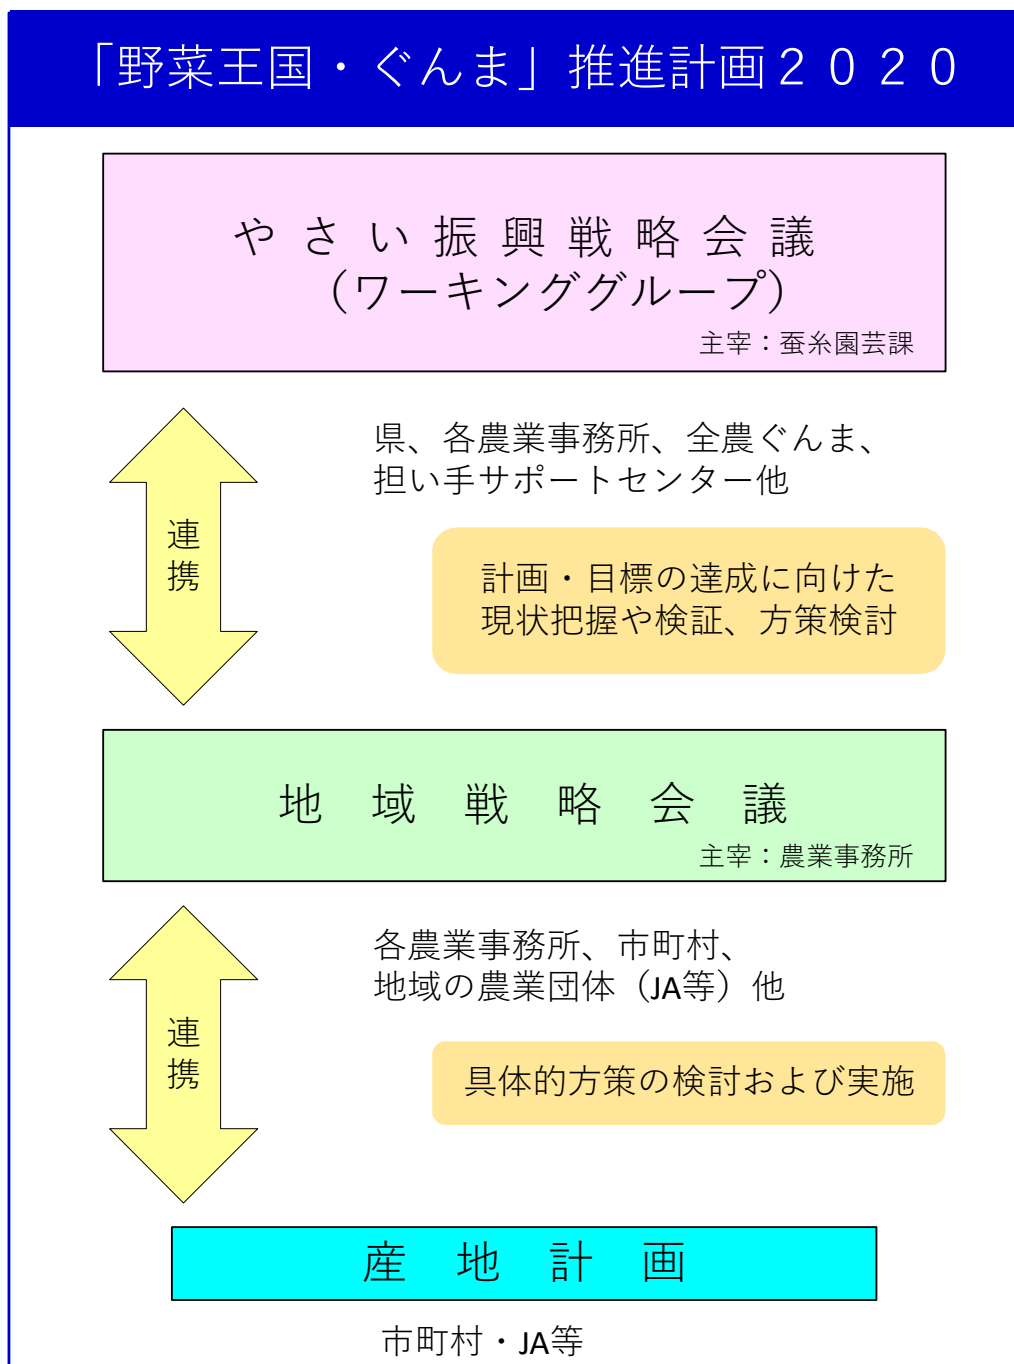 「野菜王国・ぐんま」推進計画２０２０
やさい振興戦略会議
（ワーキンググループ）
主宰：蚕糸園芸課
県、各農業事務所、全農ぐんま、
担い手サポートセンター他
連
携
計画・目標の達成に向けた
現状把握や検証、方策検討
地域戦略会議
主宰：農業事務所
各農業事務所、市町村、
地域の農業団体（JA等）他
連
携
具体的方策の検討および実施
産地計画
市町村・JA等